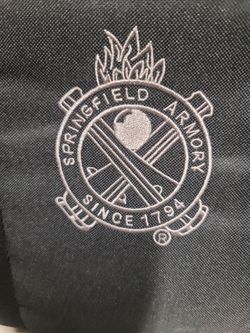 SPRINGFIELD ARMORY
SINCE 1794
®